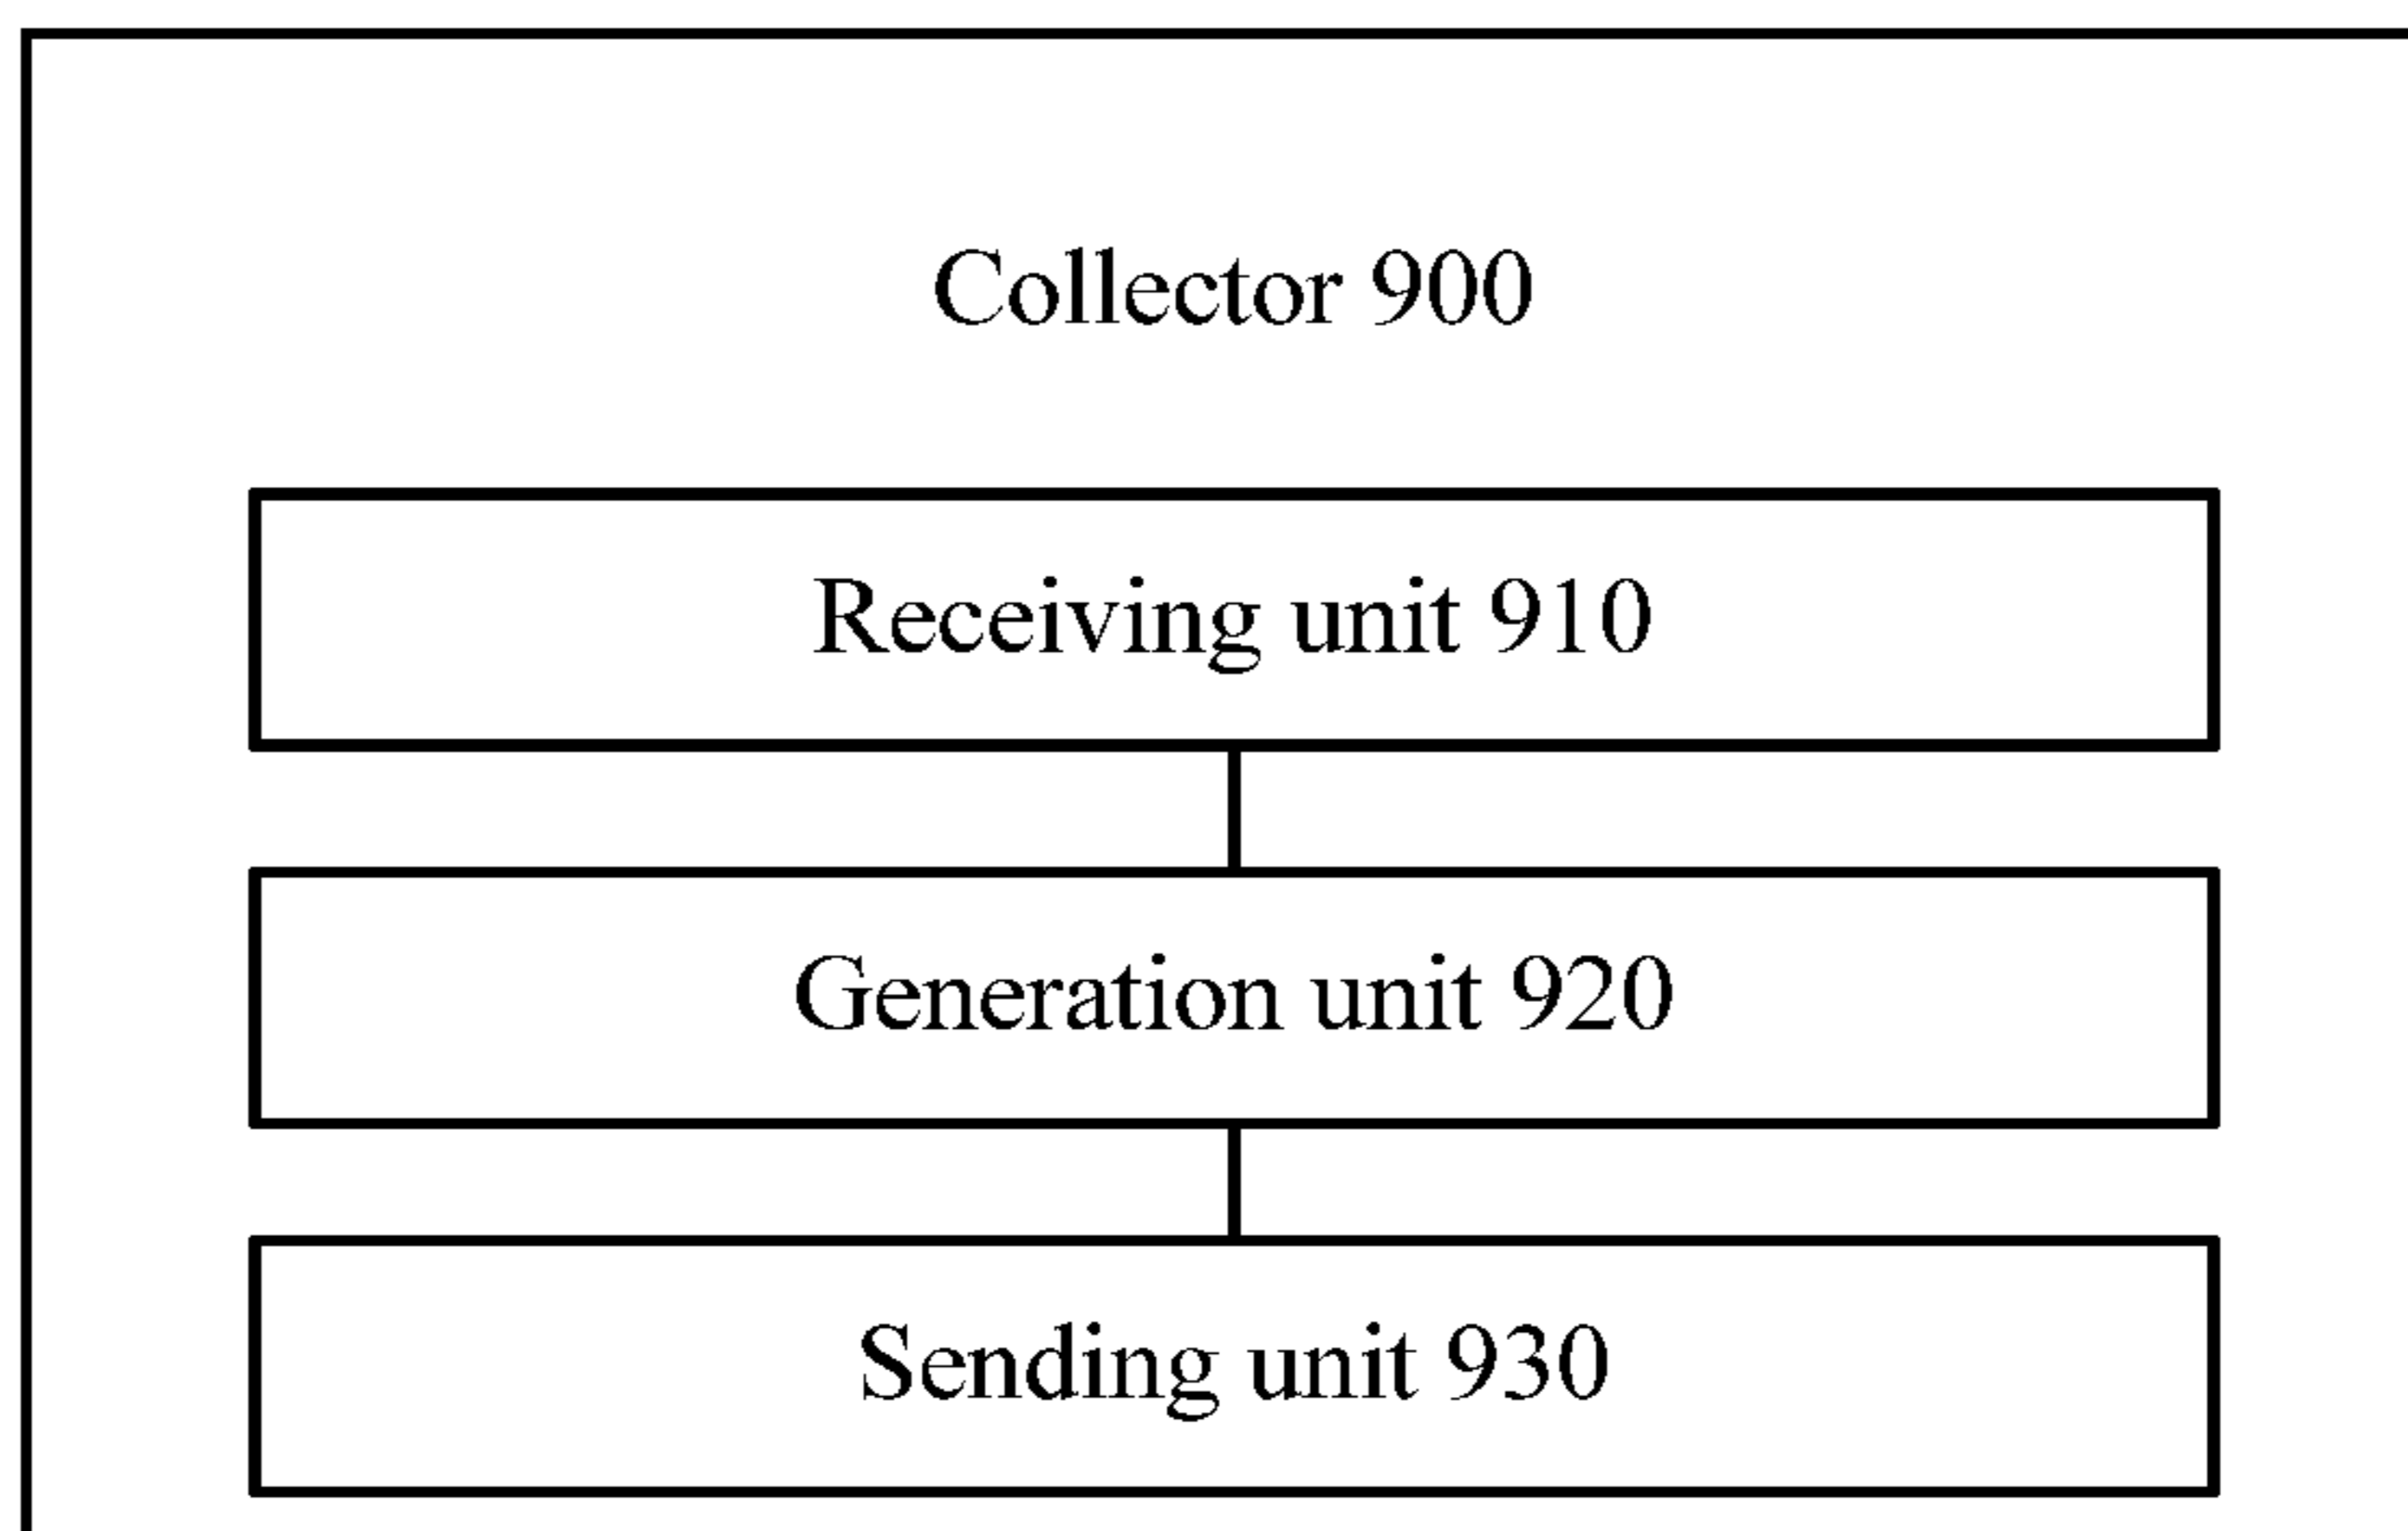 Collector 900
Receiving unit 910
Generation unit 920
Sending unit 930